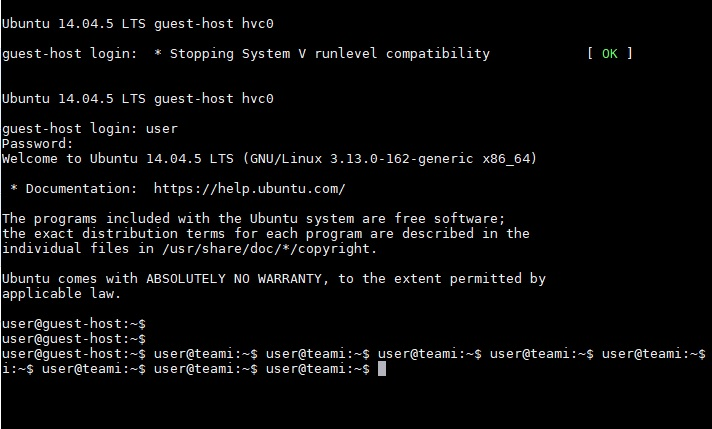 Ubuntu 14.04.5 LTS guest-host hvc0
guest-host login:  * Stopping System V runlevel compatibility            [ OK ]
Ubuntu 14.04.5 LTS guest-host hvc0
guest-host login: user
Password:
Welcome to Ubuntu 14.04.5 LTS (GNU/Linux 3.13.0-162-generic x86_64)
 * Documentation:  https://help.ubuntu.com/
The programs included with the Ubuntu system are free software;
the exact distribution terms for each program are described in the
individual files in /usr/share/doc/*/copyright.
Ubuntu comes with ABSOLUTELY NO WARRANTY, to the extent permitted by
applicable law.
user@guest-host:~$
user@guest-host:~$
user@guest-host:~$ user@teami:~$ user@teami:~$ user@teami:~$ user@teami:~$ user@teami:~$
i:~$ user@teami:~$ user@teami:~$ user@teami:~$